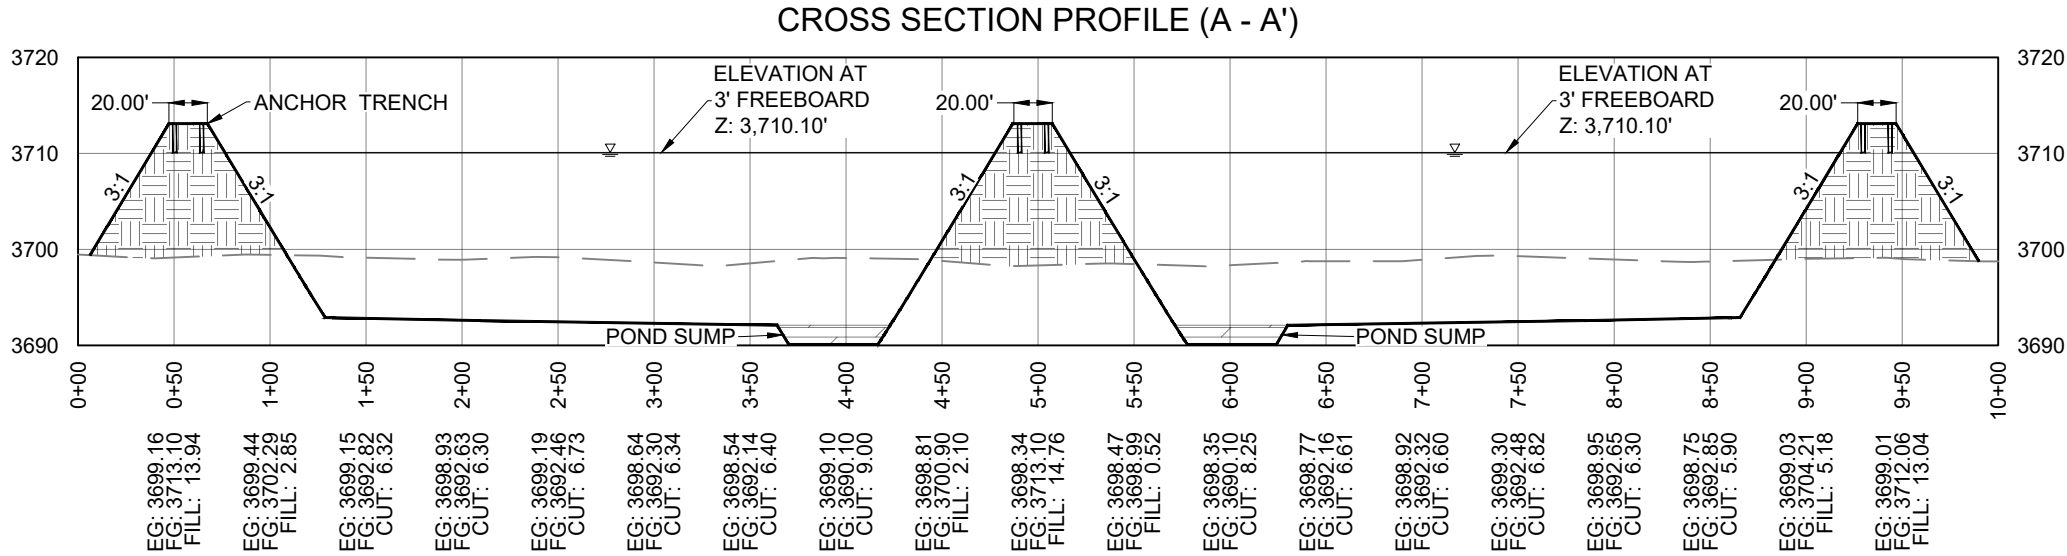 CROSS SECTION PROFILE (A - A')
3720
3720
3710
3710
3700
3700
3690
3690
20.00'
ANCHOR TRENCH
ELEVATION AT
3' FREEBOARD
Z: 3,710.10'
20.00'
ELEVATION AT
3' FREEBOARD
Z: 3,710.10'
20.00'
3:1
3:1
3:1
3:1
3:1
3:1
POND SUMP
POND SUMP
0+00
0+50
1+00
1+50
2+00
2+50
3+00
3+50
4+00
4+50
5+00
5+50
6+00
6+50
7+00
7+50
8+00
8+50
9+00
9+50
10+00
EG: 3699.16
FG: 3713.10
FILL: 13.94
EG: 3699.44
FG: 3702.29
FILL: 2.85
EG: 3699.15
FG: 3692.82
CUT: 6.32
EG: 3698.93
FG: 3692.63
CUT: 6.30
EG: 3699.19
FG: 3692.46
CUT: 6.73
EG: 3698.64
FG: 3692.30
CUT: 6.34
EG: 3698.54
FG: 3692.14
CUT: 6.40
EG: 3699.10
FG: 3690.10
CUT: 9.00
EG: 3698.81
FG: 3700.90
FILL: 2.10
EG: 3698.34
FG: 3713.10
FILL: 14.76
EG: 3698.47
FG: 3698.99
FILL: 0.52
EG: 3698.35
FG: 3690.10
CUT: 8.25
EG: 3698.77
FG: 3692.16
CUT: 6.61
EG: 3698.92
FG: 3692.32
CUT: 6.60
EG: 3699.30
FG: 3692.48
CUT: 6.82
EG: 3698.95
FG: 3692.65
CUT: 6.30
EG: 3698.75
FG: 3692.85
CUT: 5.90
EG: 3699.03
FG: 3704.21
FILL: 5.18
EG: 3699.01
FG: 3712.06
FILL: 13.04